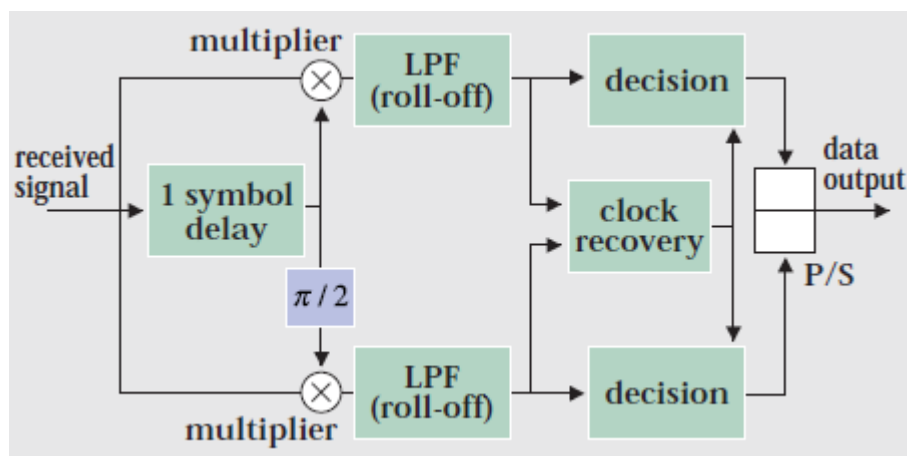 multiplier
LPF
(roll-off)
decision
received
signal
1 symbol
delay
clock
recovery
data
output
π / 2
P/S
LPF
(roll-off)
decision
multiplier